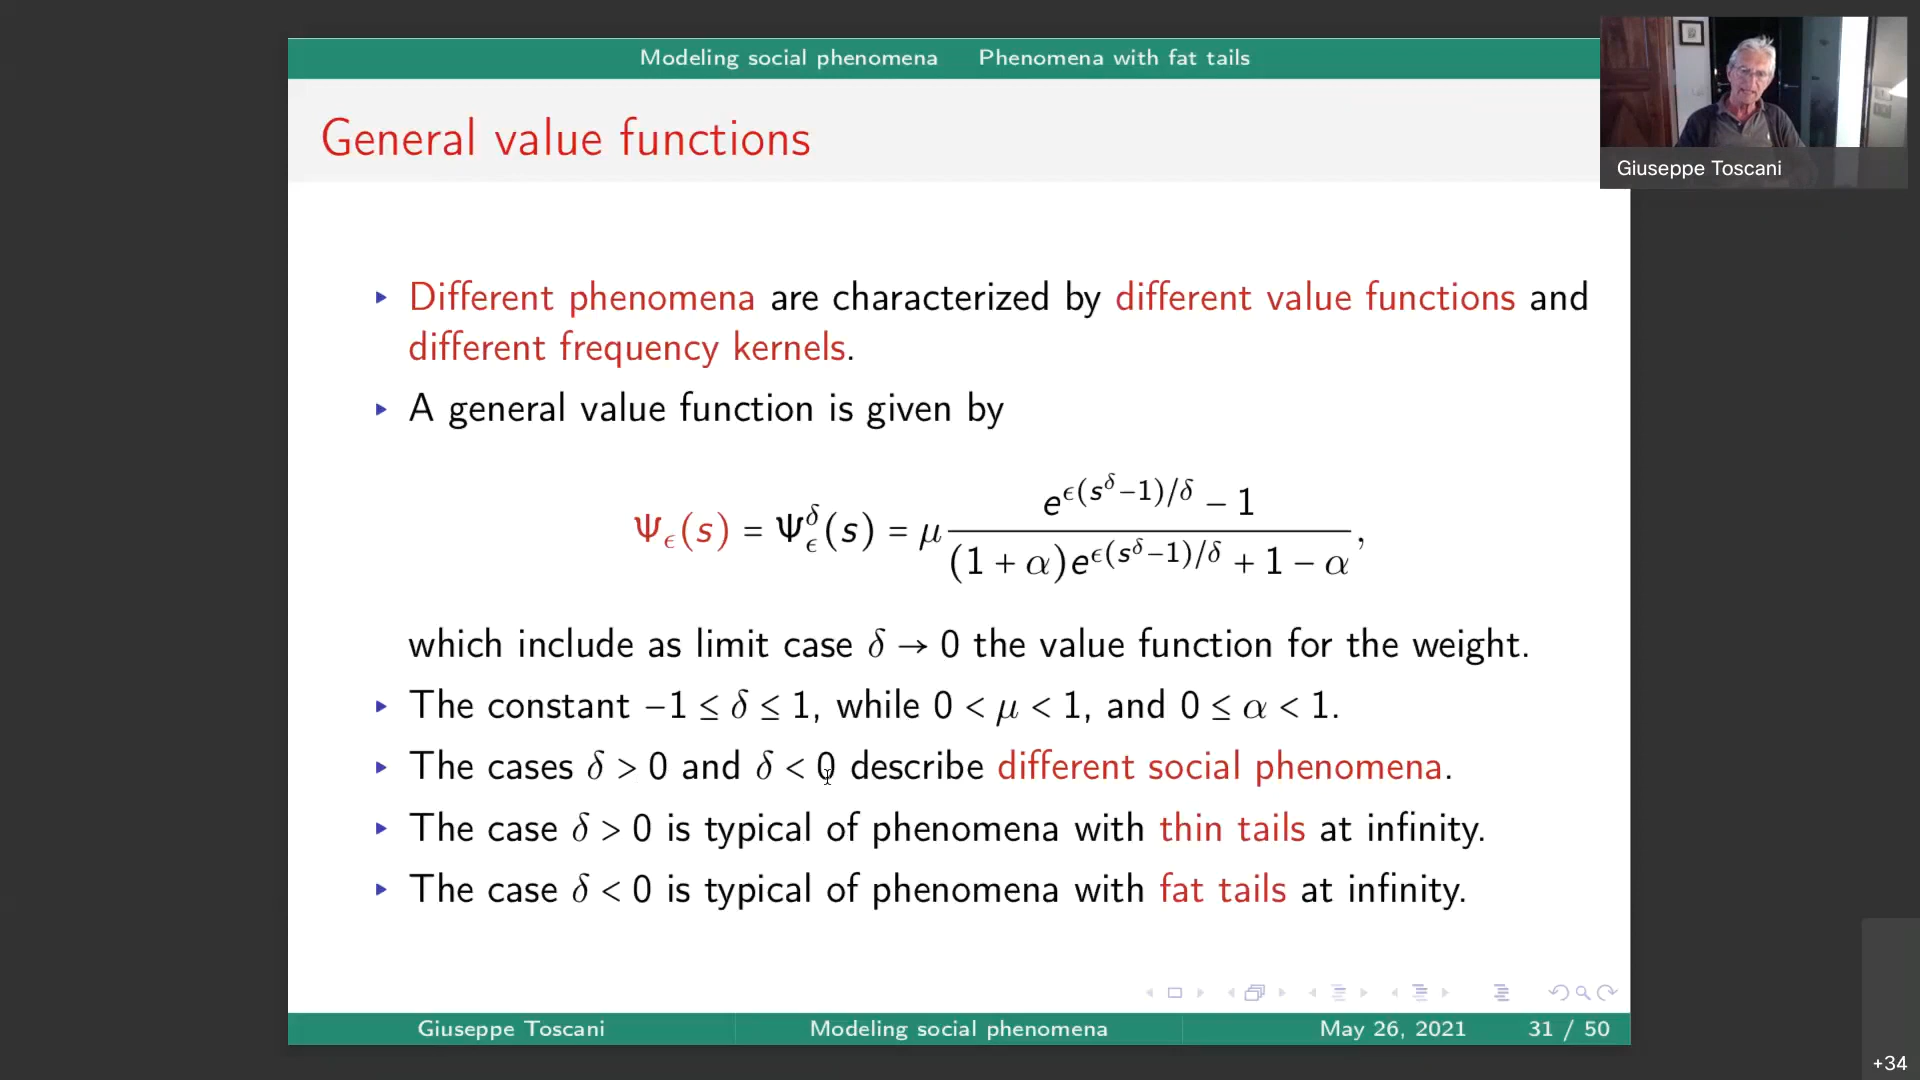 Modeling social phenomena Phenomena with fat tails
General value functions
Giuseppe Toscani
▸ Different phenomena are characterized by different value functions and
different frequency kernels.
▸ A general value function is given by
Ψ_ϵ(s) = Ψ_ϵ^δ(s) = μ (e^{ϵ(s^δ−1)/δ} − 1) / ((1 + α)e^{ϵ(s^δ−1)/δ} + 1 − α),
which include as limit case δ → 0 the value function for the weight.
▸ The constant −1 ≤ δ ≤ 1, while 0 < μ < 1, and 0 ≤ α < 1.
▸ The cases δ > 0 and δ < 0 describe different social phenomena.
▸ The case δ > 0 is typical of phenomena with thin tails at infinity.
▸ The case δ < 0 is typical of phenomena with fat tails at infinity.
Giuseppe Toscani Modeling social phenomena May 26, 2021 31 / 50
+34